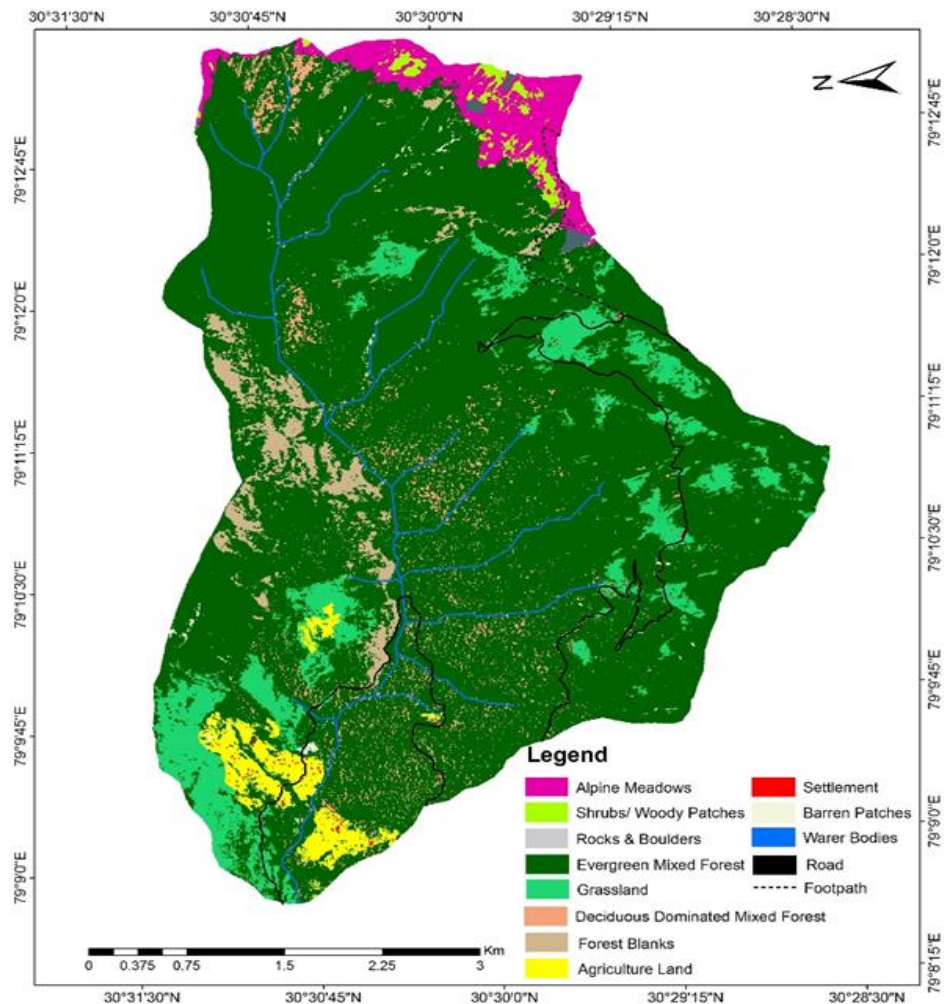 30°31'30"N 30°30'45"N 30°30'0"N 30°29'15"N 30°28'30"N
N
79°12'45"E
79°12'45"E
79°12'0"E
79°12'0"E
79°11'15"E
79°11'15"E
79°10'30"E
79°10'30"E
79°9'45"E
79°9'45"E
79°9'0"E
79°9'0"E
79°8'15"E
Legend
Alpine Meadows
Shrubs/ Woody Patches
Rocks & Boulders
Evergreen Mixed Forest
Grassland
Deciduous Dominated Mixed Forest
Forest Blanks
Agriculture Land
Settlement
Barren Patches
Warer Bodies
Road
Footpath
Km
0 0.375 0.75 1.5 2.25 3
30°31'30"N 30°30'45"N 30°30'0"N 30°29'15"N 30°28'30"N